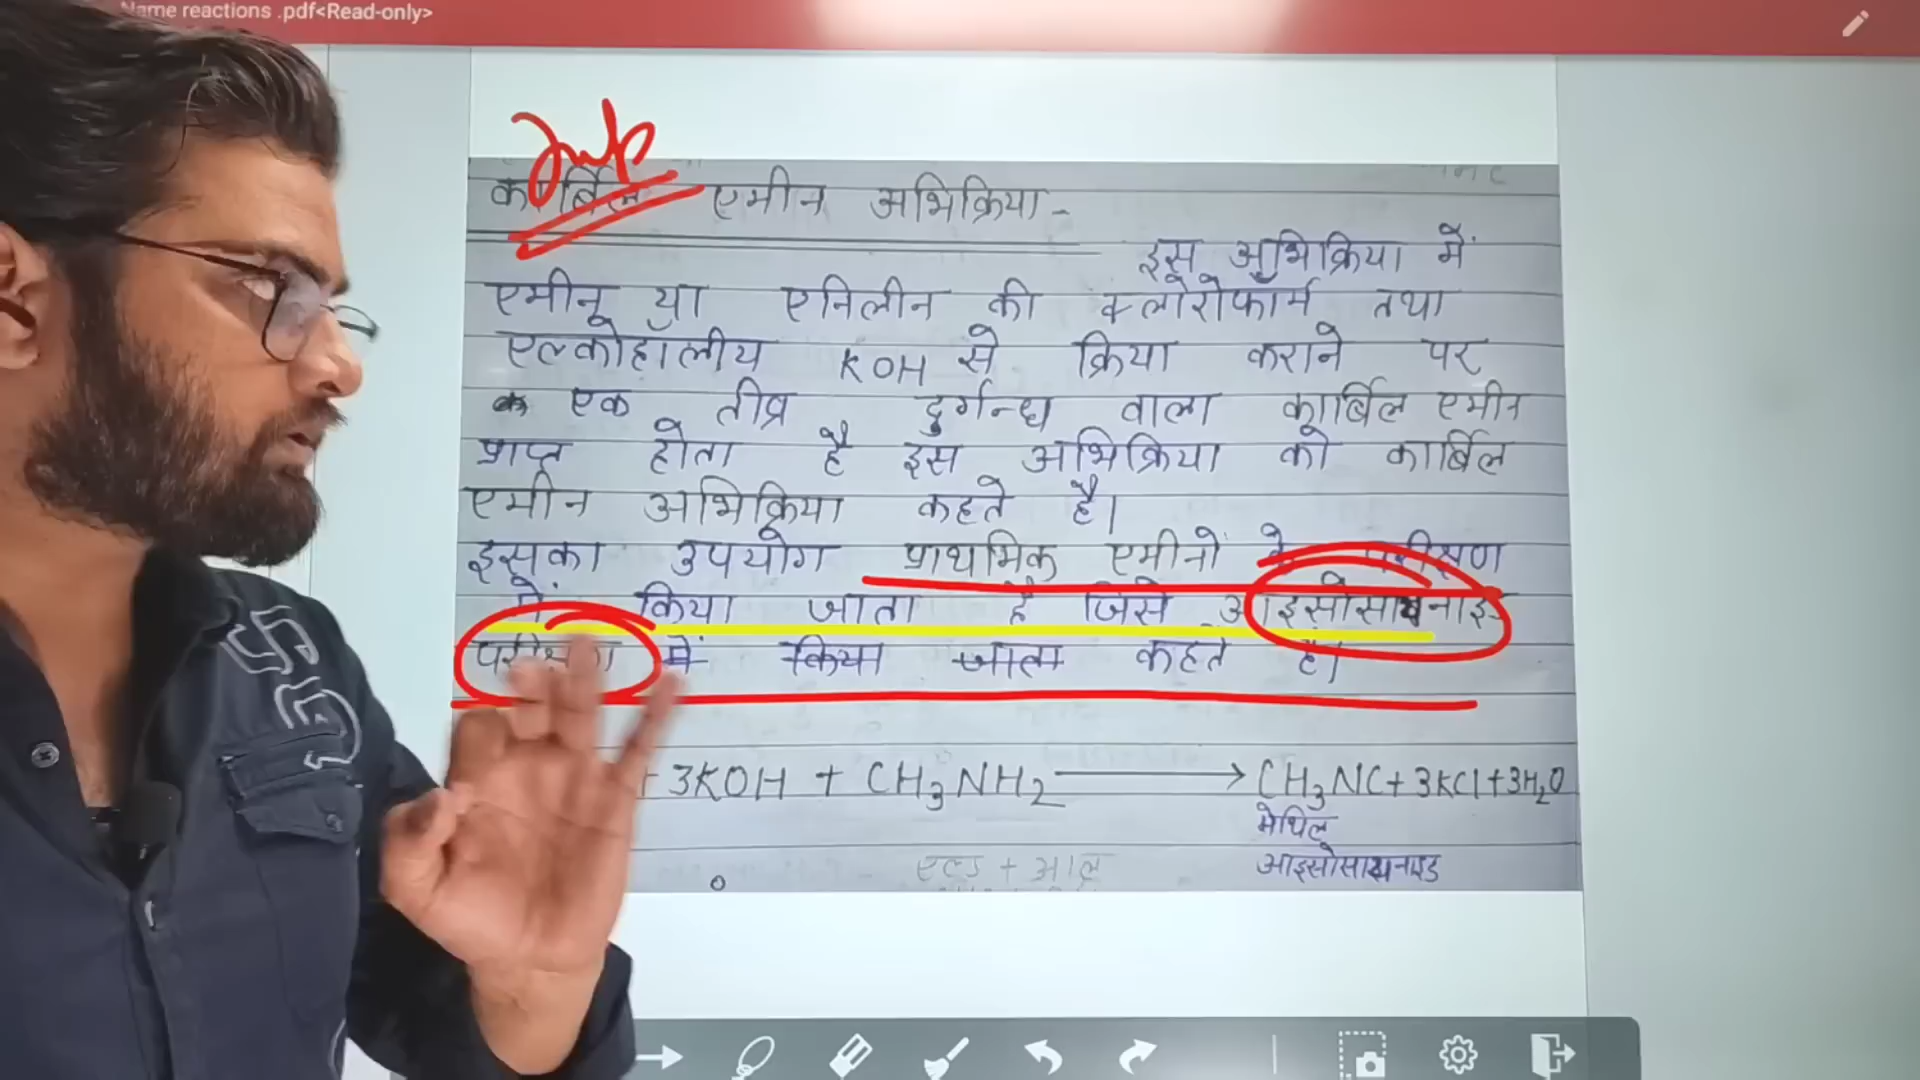 Name reactions .pdf<Read-only>
Imp
कार्बिल एमीन अभिक्रिया -
इस अभिक्रिया में
एमीन या एनिलीन की क्लोरोफार्म तथा
एल्कोहॉलीय KOH से क्रिया कराने पर
एक तीव्र दुर्गन्ध वाला कार्बिल एमीन
प्राप्त होता है इस अभिक्रिया को कार्बिल
एमीन अभिक्रिया कहते है।
इसका उपयोग प्राथमिक एमीनों के परीक्षण
में किया जाता है जिसे आइसोसायनाइड
परीक्षण में किया जाता कहते है।
+ 3KOH + CH3NH2 → CH3NC + 3KCl + 3H2O
मेथिल
एल्ड + आल् आइसोसायनाइड